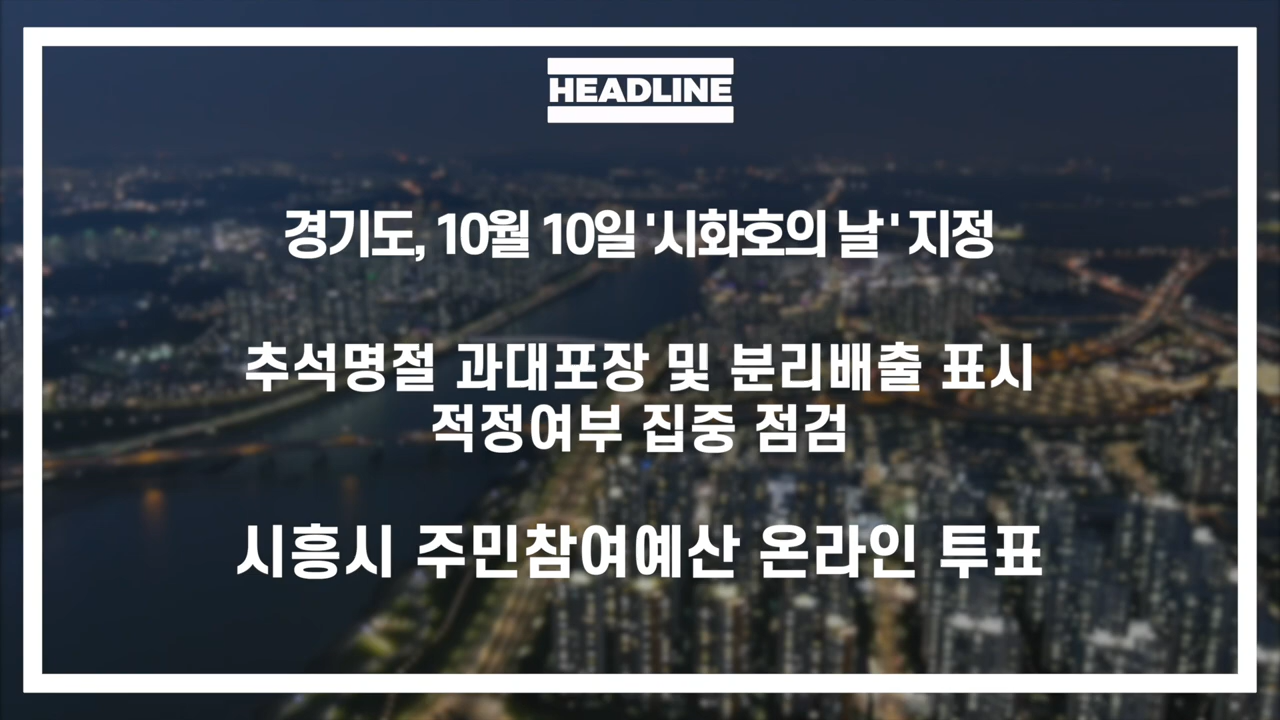 HEADLINE
경기도, 10월 10일 '시화호의 날' 지정
추석명절 과대포장 및 분리배출 표시
적정여부 집중 점검
시흥시 주민참여예산 온라인 투표